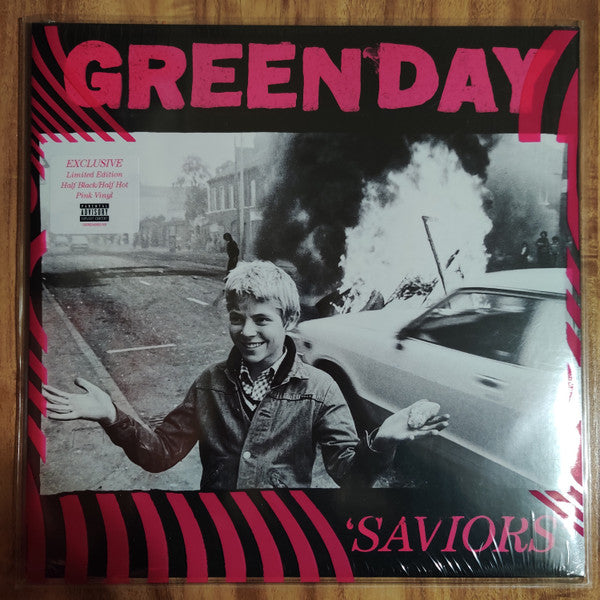 GREEN DAY
EXCLUSIVE
Limited Edition
Half Black/Half Hot
Pink Vinyl
PARENTAL
ADVISORY
EXPLICIT CONTENT
'SAVIORS